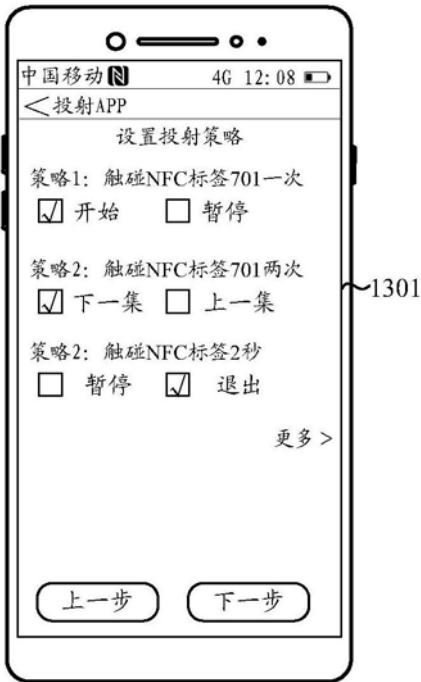 中国移动 N 4G 12:08
<投射APP
设置投射策略
策略1：触碰NFC标签701一次
开始 暂停
策略2：触碰NFC标签701两次
下一集 上一集
策略2：触碰NFC标签2秒
暂停 退出
更多>
上一步 下一步
1301